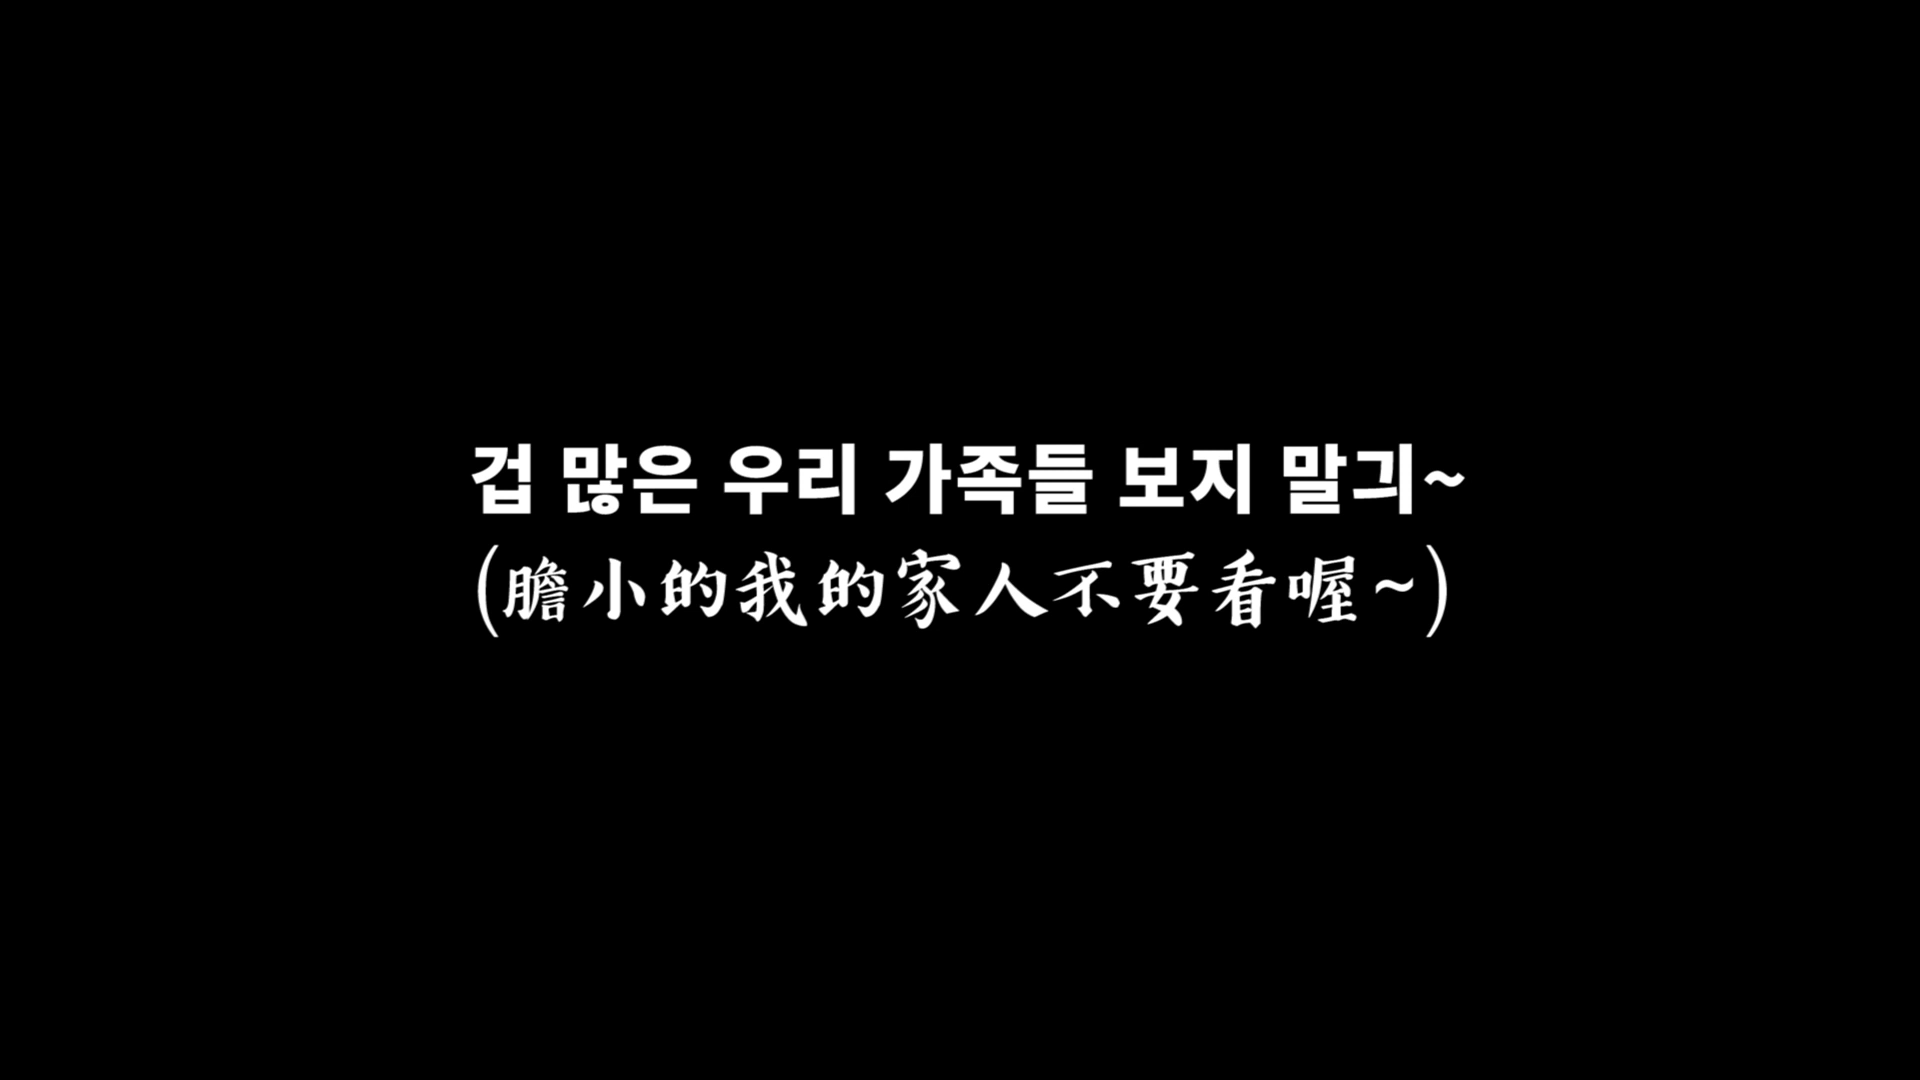 겁 많은 우리 가족들 보지 말긔~
(膽小的我的家人不要看喔~)